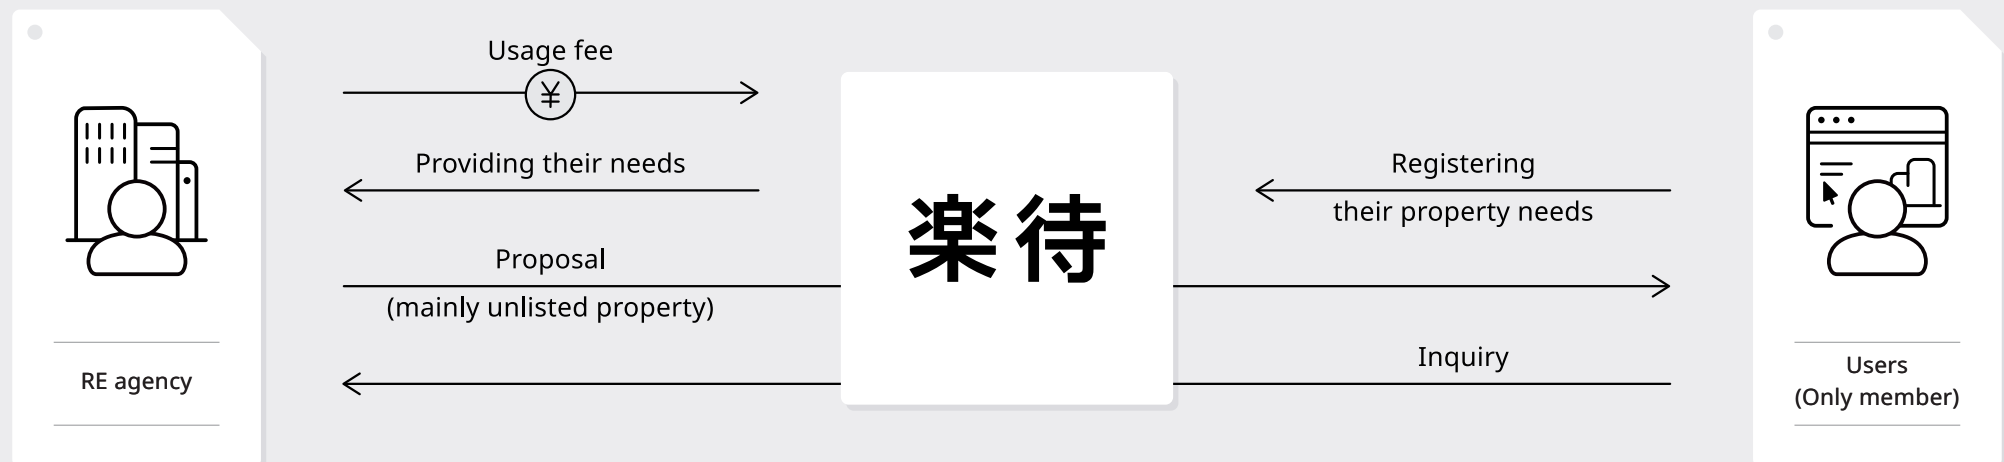 Usage fee
¥
Providing their needs
Proposal
(mainly unlisted property)
RE agency
楽待
Registering
their property needs
Inquiry
Users
(Only member)